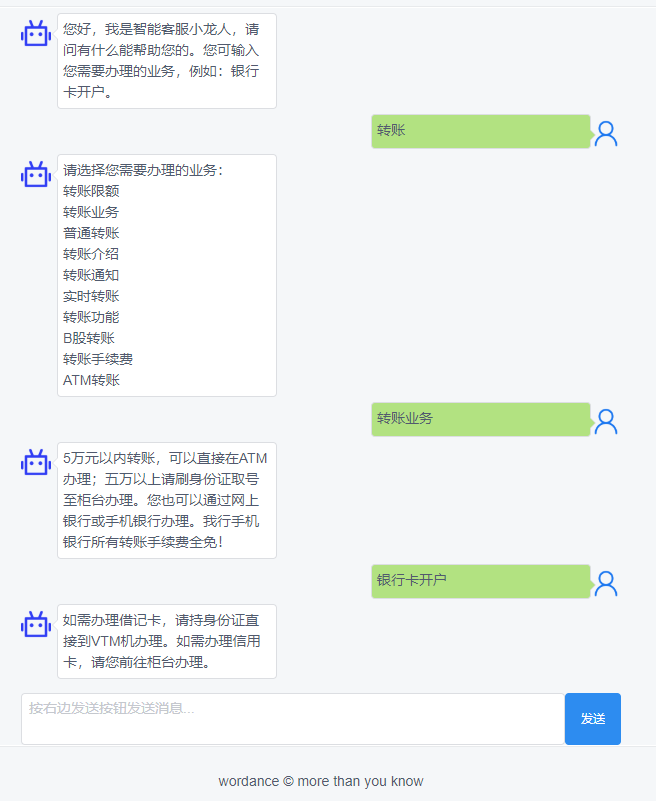 您好，我是智能客服小龙人，请
问有什么能帮助您的。您可输入
您需要办理的业务，例如：银行
卡开户。
转账
请选择您需要办理的业务：
转账限额
转账业务
普通转账
转账介绍
转账通知
实时转账
转账功能
B股转账
转账手续费
ATM转账
转账业务
5万元以内转账，可以直接在ATM
办理；五万以上请刷身份证取号
至柜台办理。您也可以通过网上
银行或手机银行办理。我行手机
银行所有转账手续费全免！
银行卡开户
如需办理借记卡，请持身份证直
接到VTM机办理。如需办理信用
卡，请您前往柜台办理。
按右边发送按钮发送消息...
发送
wordance © more than you know